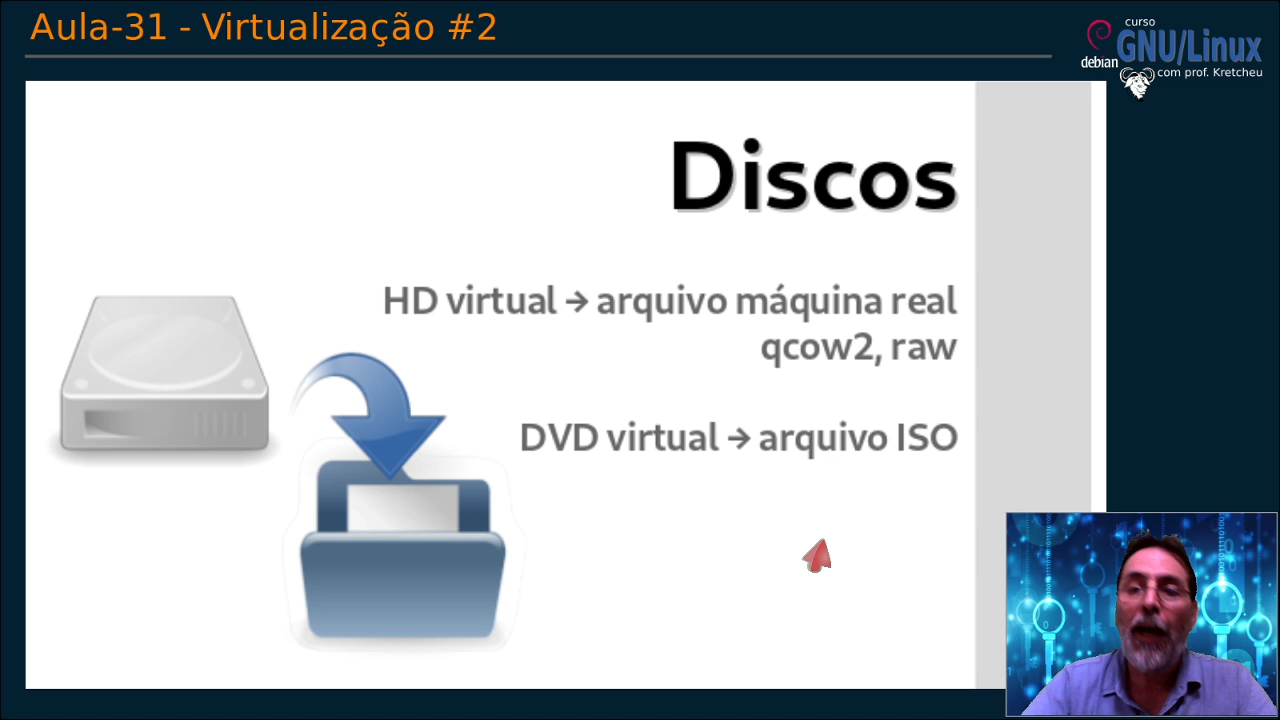 Aula-31 - Virtualização #2
curso
GNU/Linux
debian
com prof. Kretcheu
Discos
HD virtual → arquivo máquina real
qcow2, raw
DVD virtual → arquivo ISO